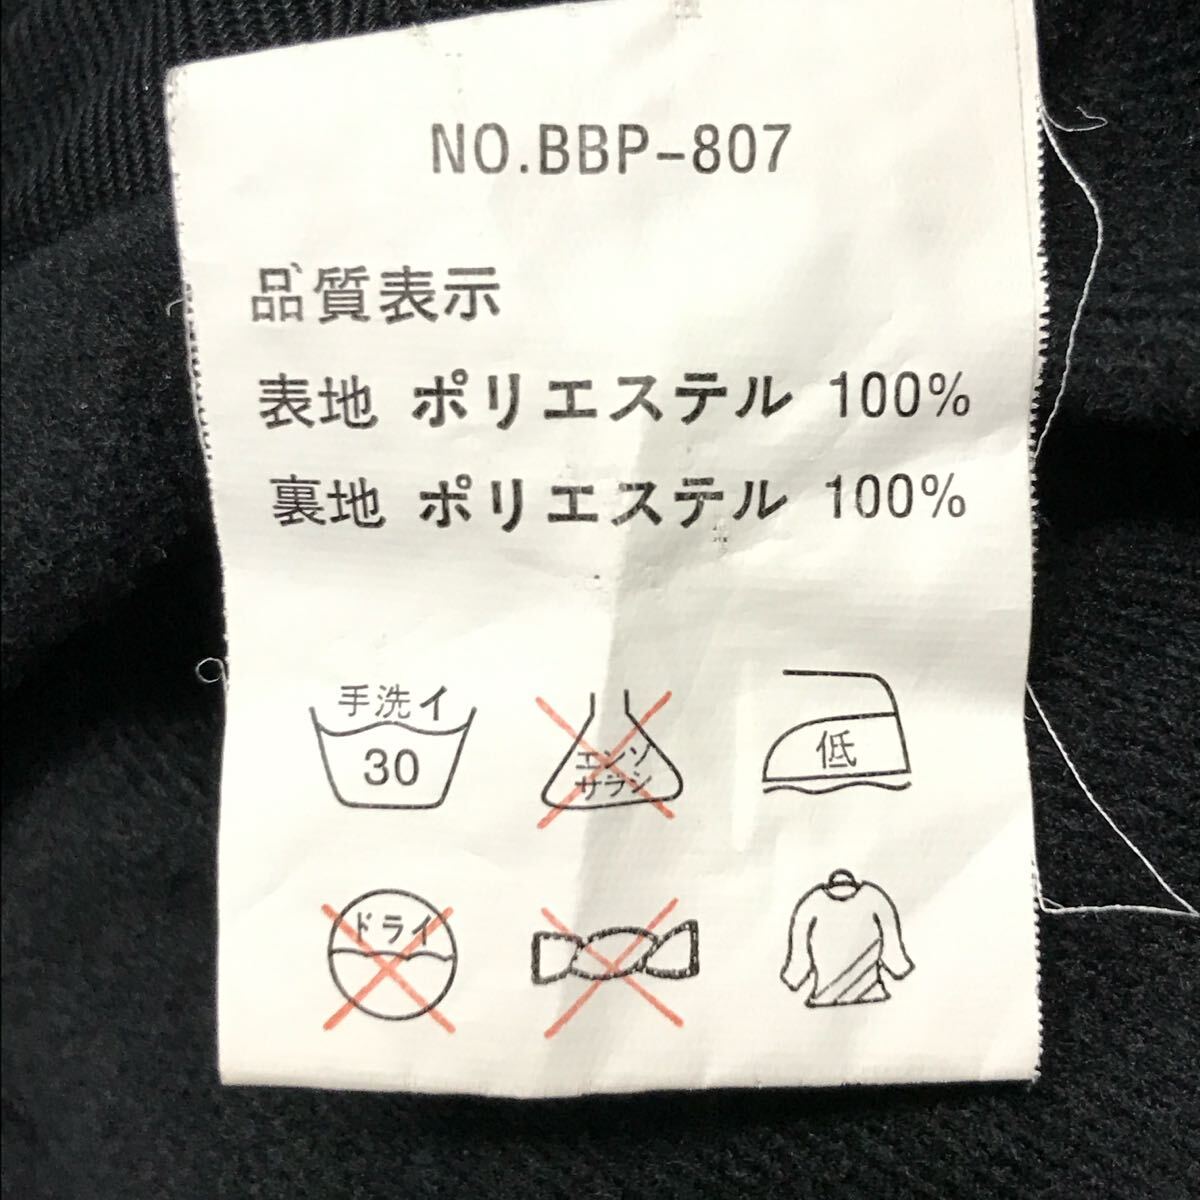 NO.BBP-807
品質表示
表地 ポリエステル 100%
裏地 ポリエステル 100%
手洗イ
30
エンソ
サラシ
低
ドライ